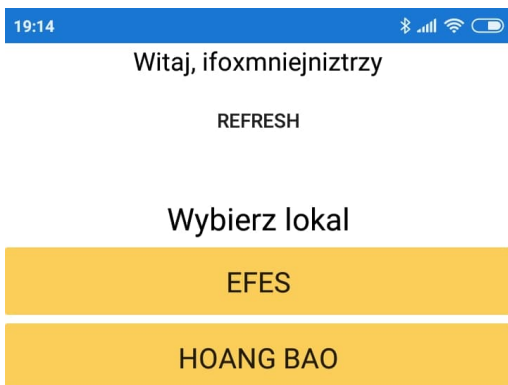 19:14
Witaj, ifoxmniejniztrzy
REFRESH
Wybierz lokal
EFES
HOANG BAO